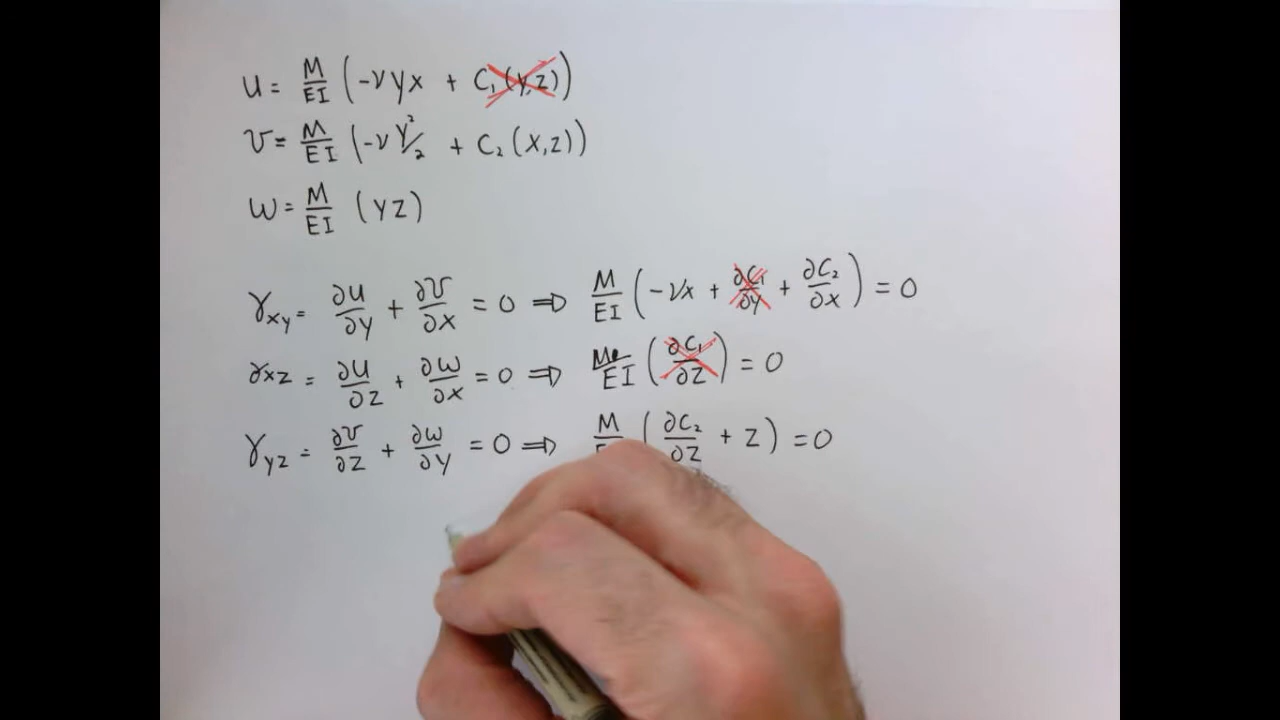 u = M/EI (-νyx + C₁(y,z))
v = M/EI (-νy²/2 + C₂(x,z))
w = M/EI (yz)
γxy = ∂u/∂y + ∂v/∂x = 0 ⇒ M/EI (-νx + ∂C₁/∂y + ∂C₂/∂x) = 0
γxz = ∂u/∂z + ∂w/∂x = 0 ⇒ M/EI (∂C₁/∂z) = 0
γyz = ∂v/∂z + ∂w/∂y = 0 ⇒ M (∂C₂/∂z + z) = 0